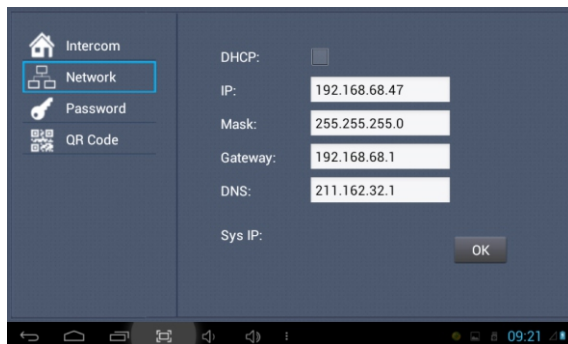 Intercom
Network
Password
QR Code
DHCP:
IP: 192.168.68.47
Mask: 255.255.255.0
Gateway: 192.168.68.1
DNS: 211.162.32.1
Sys IP:
OK
09:21